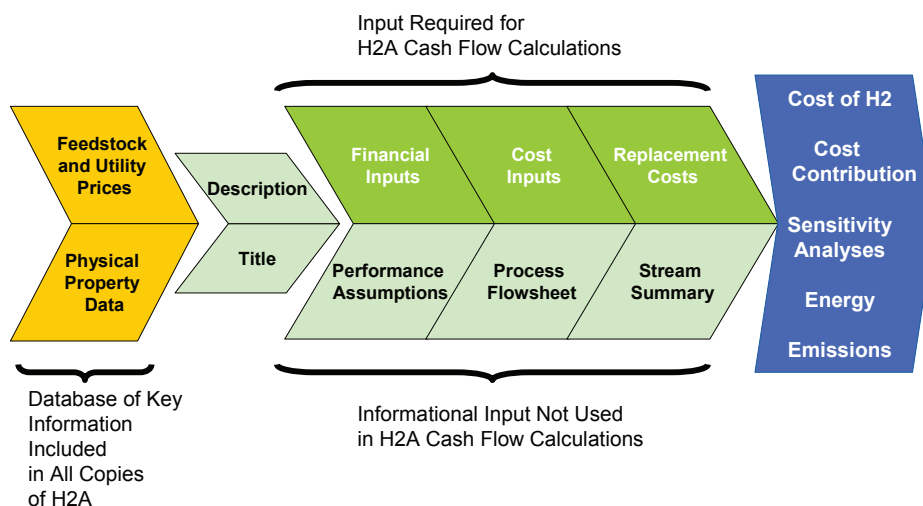 Input Required for
H2A Cash Flow Calculations
Feedstock
and Utility
Prices
Physical
Property
Data
Description
Title
Financial
Inputs
Cost
Inputs
Replacement
Costs
Performance
Assumptions
Process
Flowsheet
Stream
Summary
Cost of H2
Cost
Contribution
Sensitivity
Analyses
Energy
Emissions
Database of Key
Information
Included
in All Copies
of H2A
Informational Input Not Used
in H2A Cash Flow Calculations